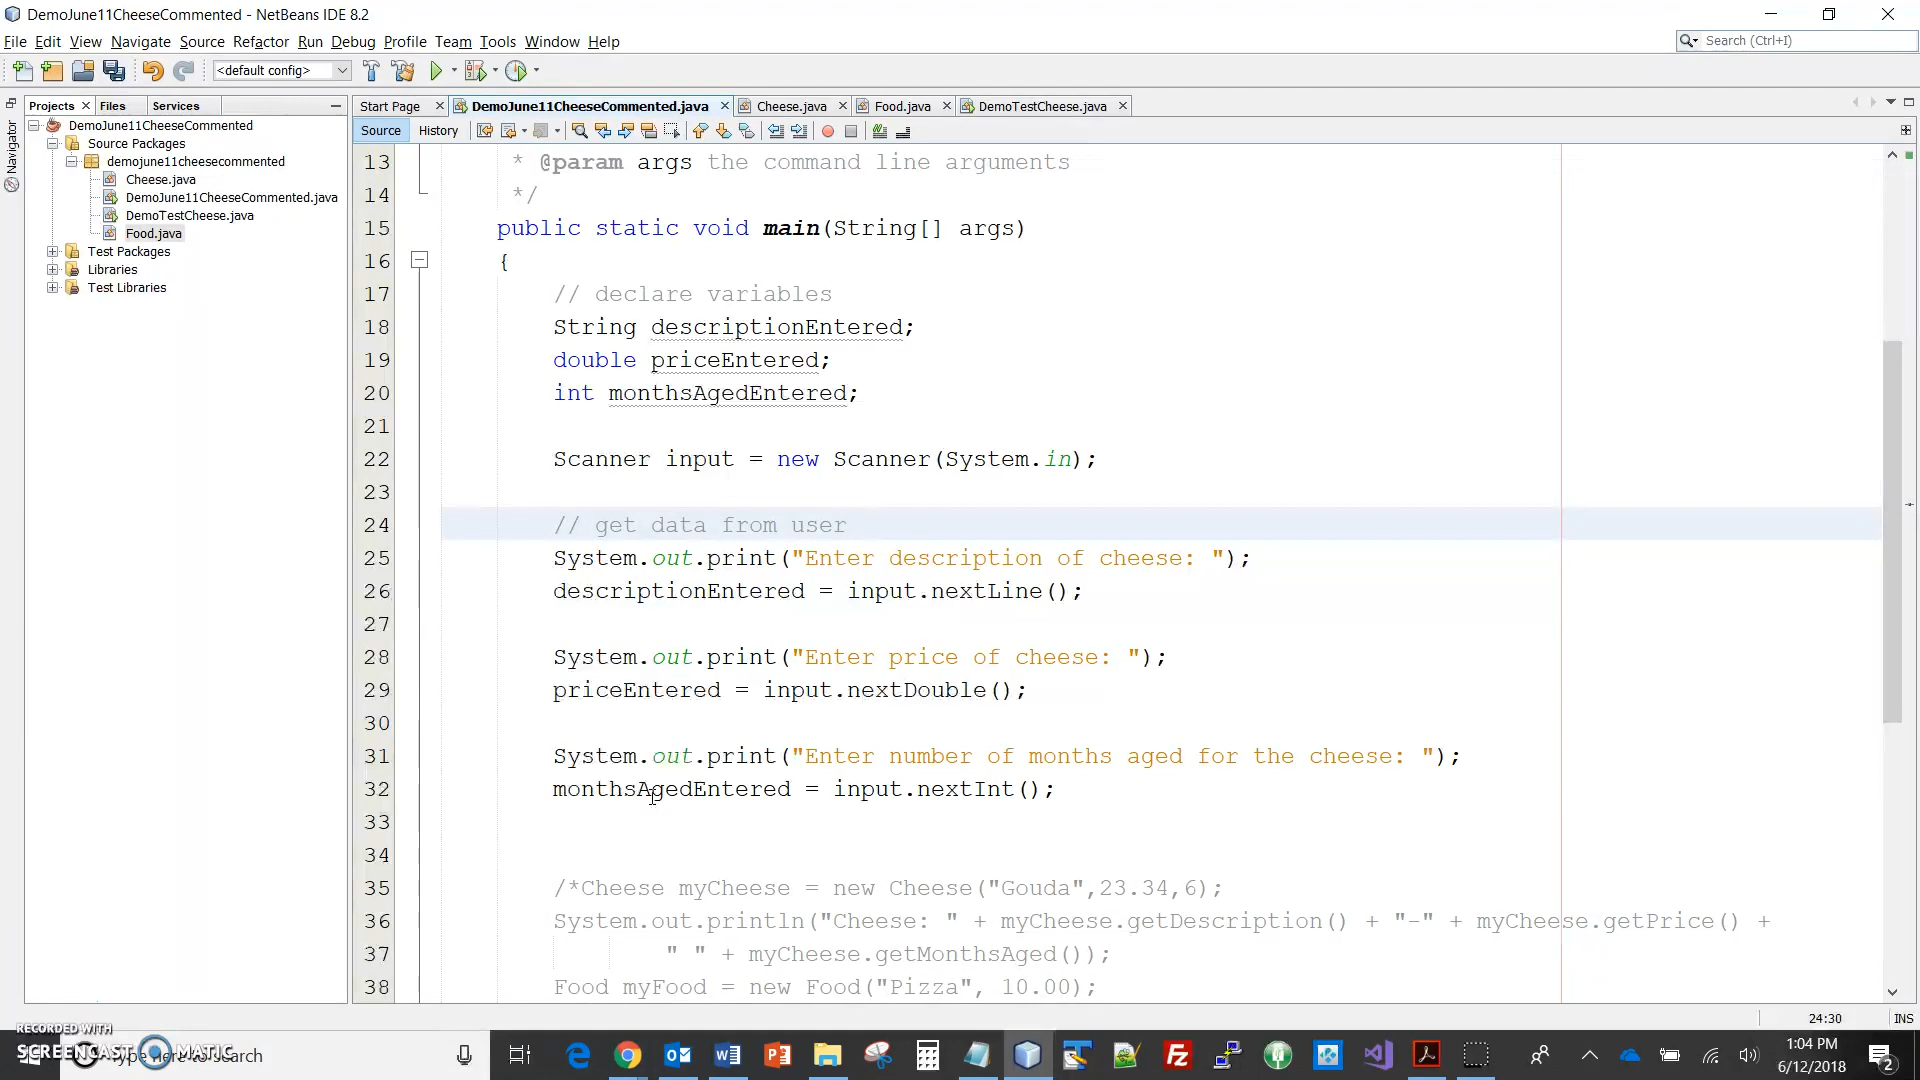 DemoJune11CheeseCommented - NetBeans IDE 8.2
File Edit View Navigate Source Refactor Run Debug Profile Team Tools Window Help
Search (Ctrl+I)
<default config>
Projects Files Services
Start Page DemoJune11CheeseCommented.java Cheese.java Food.java DemoTestCheese.java
Navigator
DemoJune11CheeseCommented
Source Packages
demojune11cheesecommented
Cheese.java
DemoJune11CheeseCommented.java
DemoTestCheese.java
Food.java
Test Packages
Libraries
Test Libraries
Source History
13 * @param args the command line arguments
14 */
15 public static void main(String[] args)
16 {
17 // declare variables
18 String descriptionEntered;
19 double priceEntered;
20 int monthsAgedEntered;
21
22 Scanner input = new Scanner(System.in);
23
24 // get data from user
25 System.out.print("Enter description of cheese: ");
26 descriptionEntered = input.nextLine();
27
28 System.out.print("Enter price of cheese: ");
29 priceEntered = input.nextDouble();
30
31 System.out.print("Enter number of months aged for the cheese: ");
32 monthsAgedEntered = input.nextInt();
33
34
35 /*Cheese myCheese = new Cheese("Gouda",23.34,6);
36 System.out.println("Cheese: " + myCheese.getDescription() + "-" + myCheese.getPrice() +
37 " " + myCheese.getMonthsAged());
38 Food myFood = new Food("Pizza", 10.00);
24:30 INS
RECORDED WITH
SCREENCAST MATIC
Type here to search
1:04 PM
6/12/2018
2